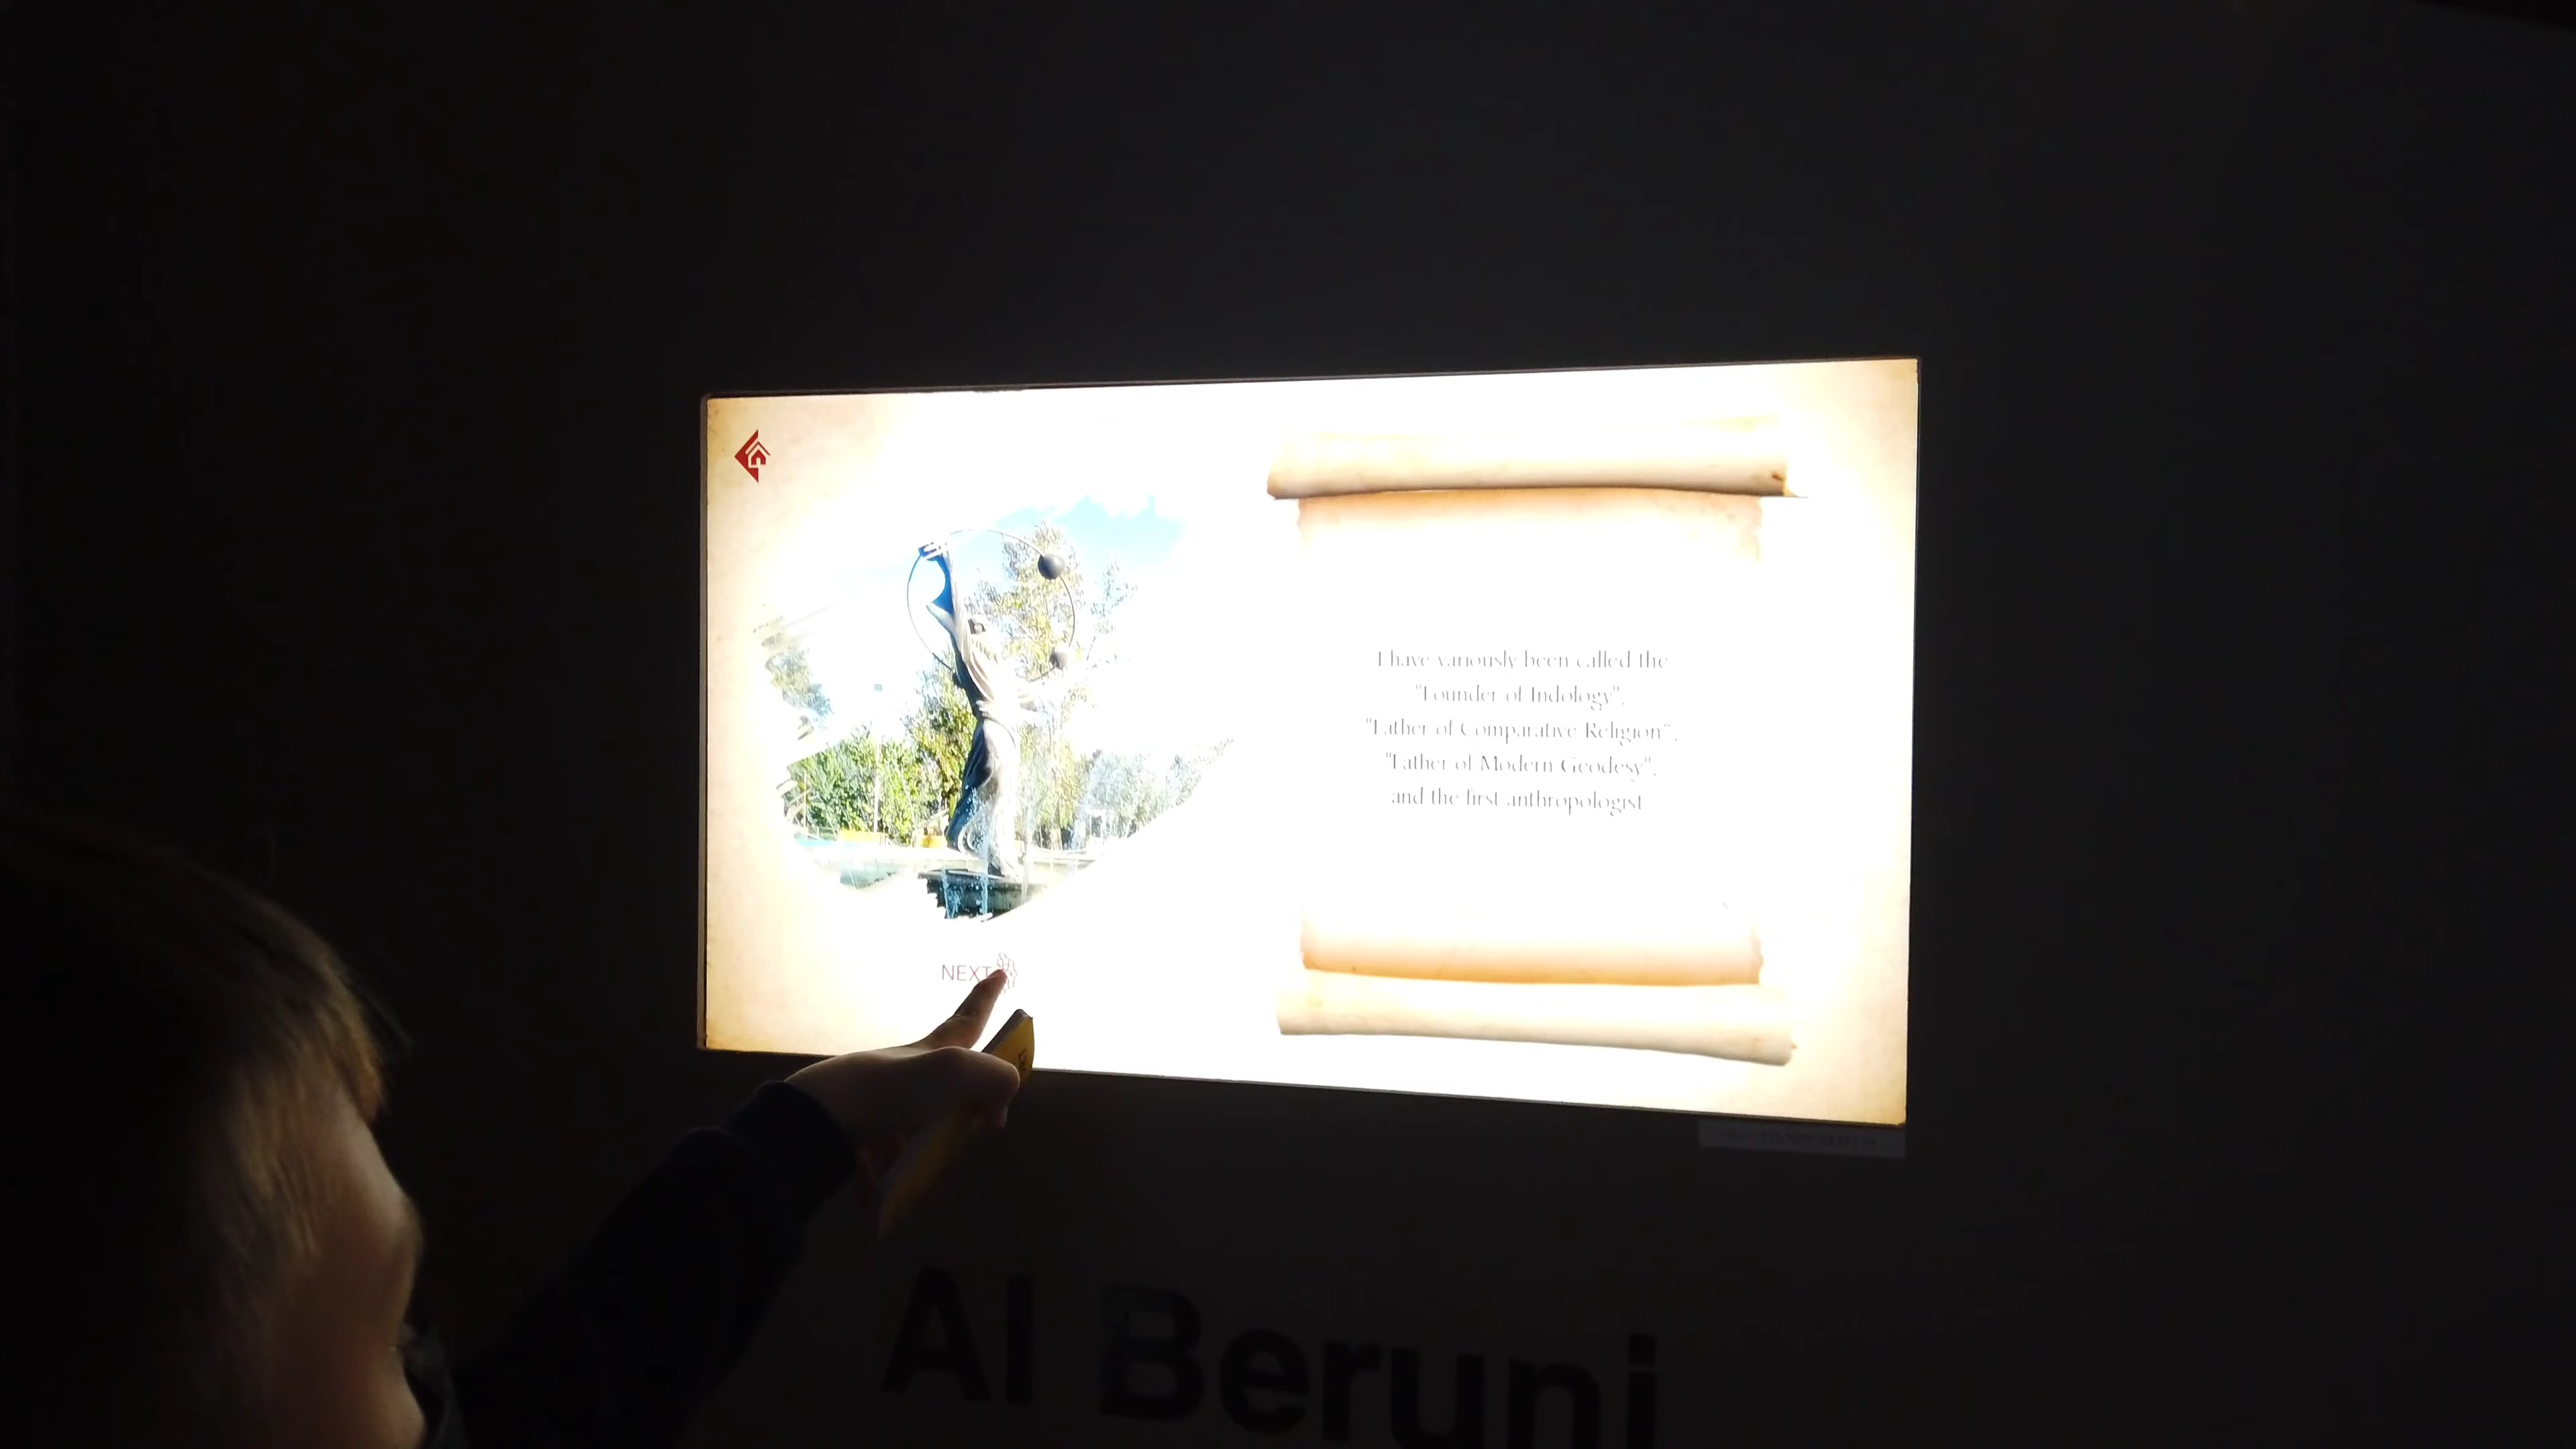 I have variously been called the
"Founder of Indology",
"Father of Comparative Religion",
"Father of Modern Geodesy",
and the first anthropologist
NEXT
Al Beruni